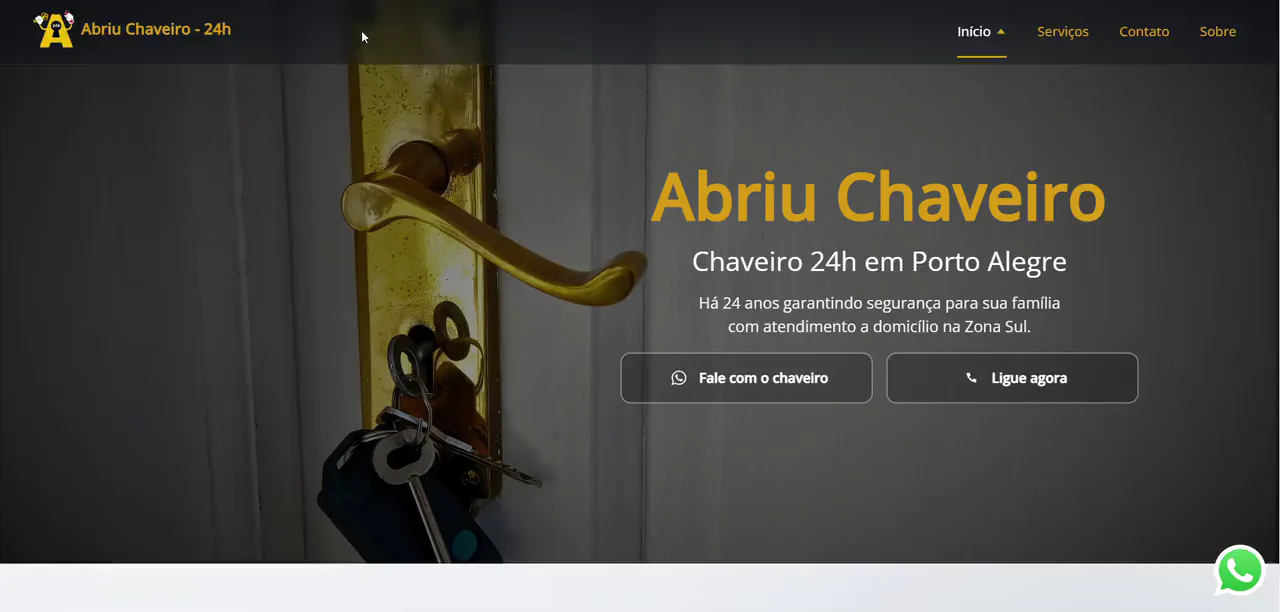 Abriu Chaveiro - 24h
Início
Serviços
Contato
Sobre
Abriu Chaveiro
Chaveiro 24h em Porto Alegre
Há 24 anos garantindo segurança para sua família
com atendimento a domicílio na Zona Sul.
Fale com o chaveiro
Ligue agora